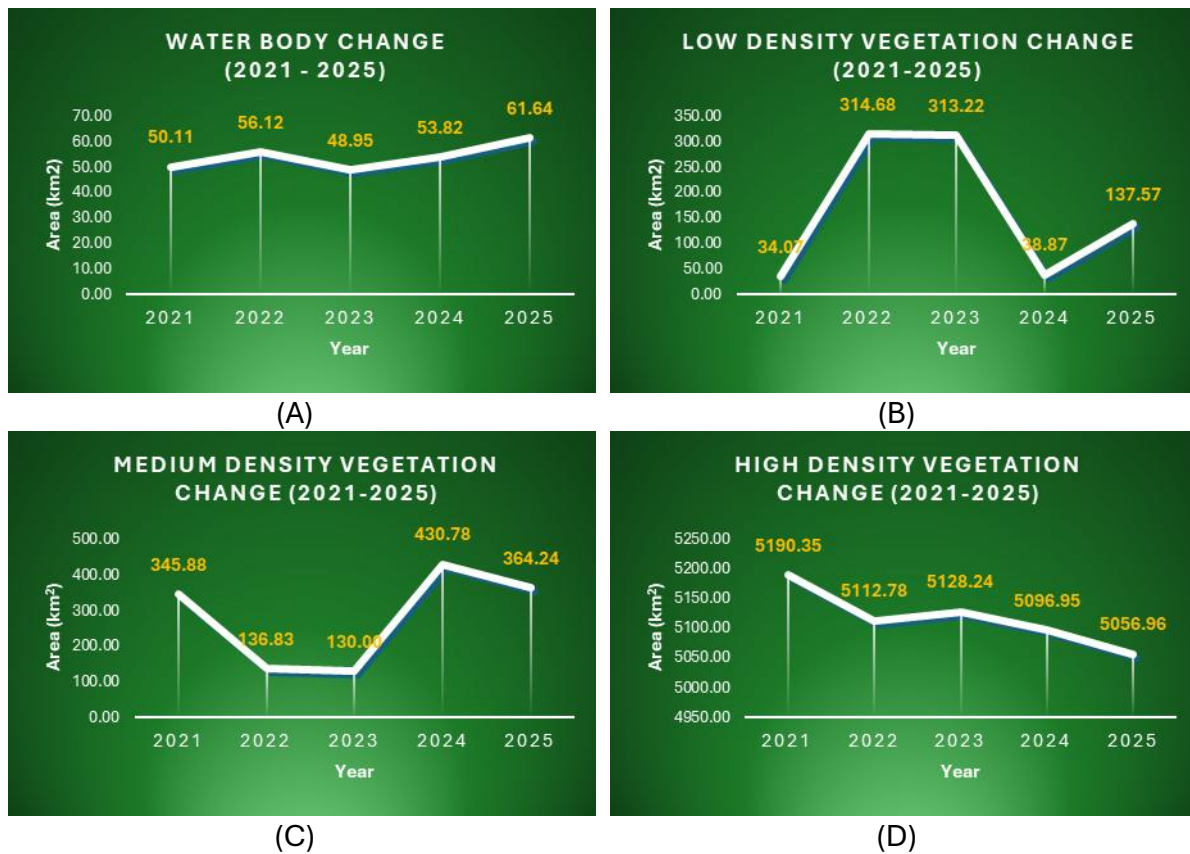 WATER BODY CHANGE
(2021 - 2025)
70.00
60.00
50.00
40.00
30.00
20.00
10.00
0.00
Area (km2)
50.11
56.12
48.95
53.82
61.64
2021 2022 2023 2024 2025
Year
(A)
LOW DENSITY VEGETATION CHANGE
(2021-2025)
350.00
300.00
250.00
200.00
150.00
100.00
50.00
0.00
Area (km2)
34.07
314.68
313.22
38.87
137.57
2021 2022 2023 2024 2025
Year
(B)
MEDIUM DENSITY VEGETATION
CHANGE (2021-2025)
500.00
400.00
300.00
200.00
100.00
0.00
Area (km²)
345.88
136.83
130.00
430.78
364.24
2021 2022 2023 2024 2025
Year
(C)
HIGH DENSITY VEGETATION
CHANGE (2021-2025)
5250.00
5200.00
5150.00
5100.00
5050.00
5000.00
4950.00
Area (km²)
5190.35
5112.78
5128.24
5096.95
5056.96
2021 2022 2023 2024 2025
Year
(D)